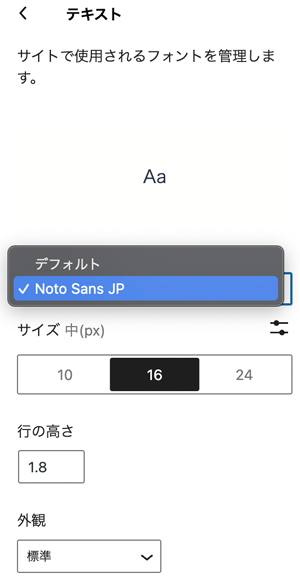 テキスト
サイトで使用されるフォントを管理しま
す。
Aa
デフォルト
Noto Sans JP
サイズ 中(px)
10 16 24
行の高さ
1.8
外観
標準